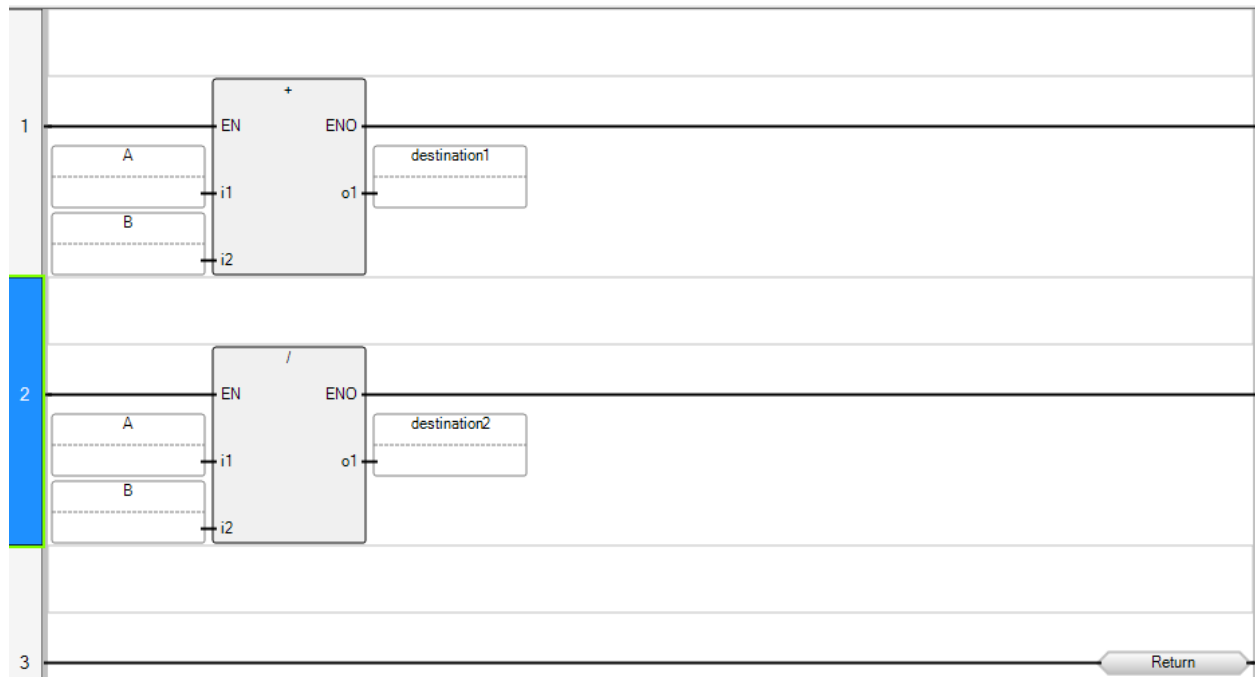 +
1
EN ENO
A
destination1
i1 o1
B
i2
/
2
EN ENO
A
destination2
i1 o1
B
i2
3
Return